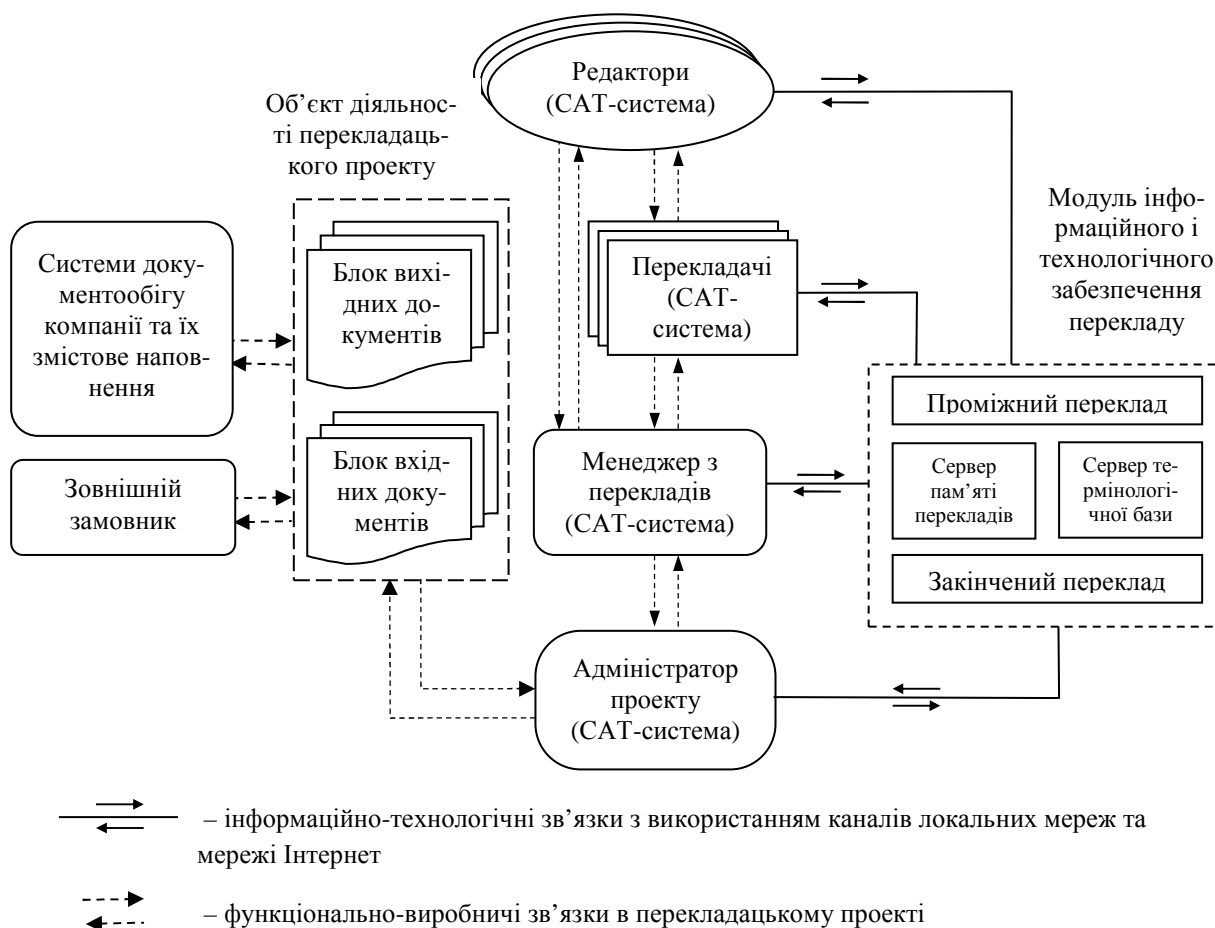 Редактори
(САТ-система)
Об’єкт діяльнос-
ті перекладаць-
кого проекту
Модуль інфо-
рмаційного і
технологічного
забезпечення
перекладу
Системи доку-
ментообігу
компанії та їх
змістове напов-
нення
Блок вихі-
дних до-
кументів
Перекладачі
(САТ-
система)
Проміжний переклад
Сервер
пам’яті
перекладів
Сервер те-
рмінологі-
чної бази
Закінчений переклад
Зовнішній
замовник
Блок вхід-
них доку-
ментів
Менеджер з
перекладів
(САТ-система)
Адміністратор
проекту
(САТ-система)
– інформаційно-технологічні зв’язки з використанням каналів локальних мереж та
мережі Інтернет
– функціонально-виробничі зв’язки в перекладацькому проекті